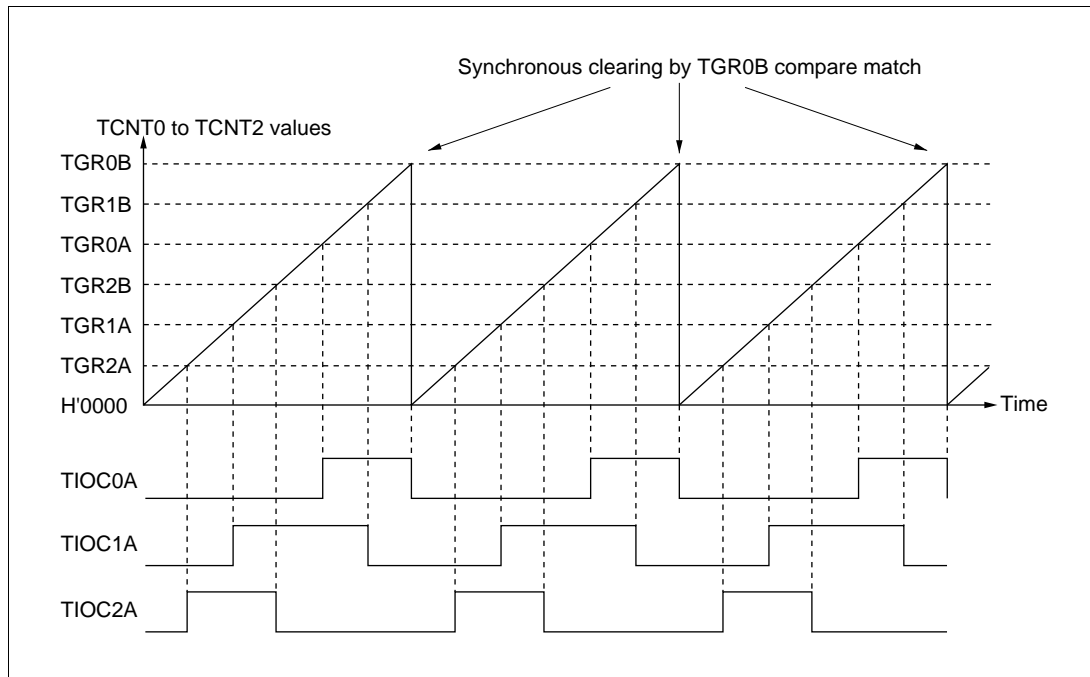 Synchronous clearing by TGR0B compare match
TCNT0 to TCNT2 values
TGR0B
TGR1B
TGR0A
TGR2B
TGR1A
TGR2A
H'0000
Time
TIOC0A
TIOC1A
TIOC2A